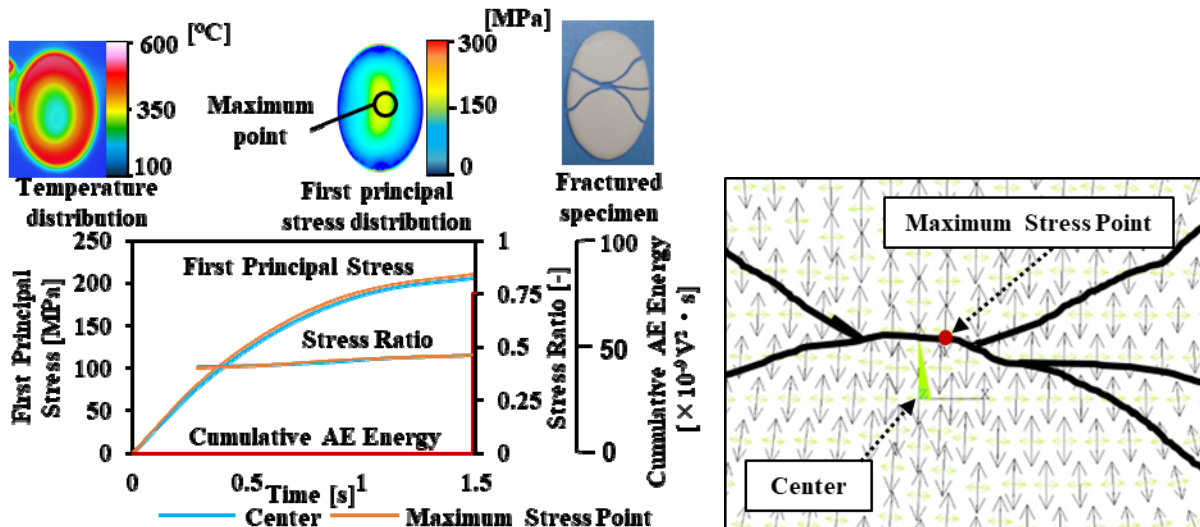 [ºC]
600
350
100
Temperature
distribution
Maximum
point
[MPa]
300
150
0
First principal
stress distribution
Fractured
specimen
First Principal
Stress [MPa]
250
200
150
100
50
0
First Principal Stress
Stress Ratio
Cumulative AE Energy
0
0.5
1
1.5
Time [s]
1
0.75
0.5
0.25
0
Stress Ratio [-]
100
50
0
Cumulative AE Energy
[×10⁻⁹V²・s]
Center
Maximum Stress Point
Maximum Stress Point
Z
X
Center